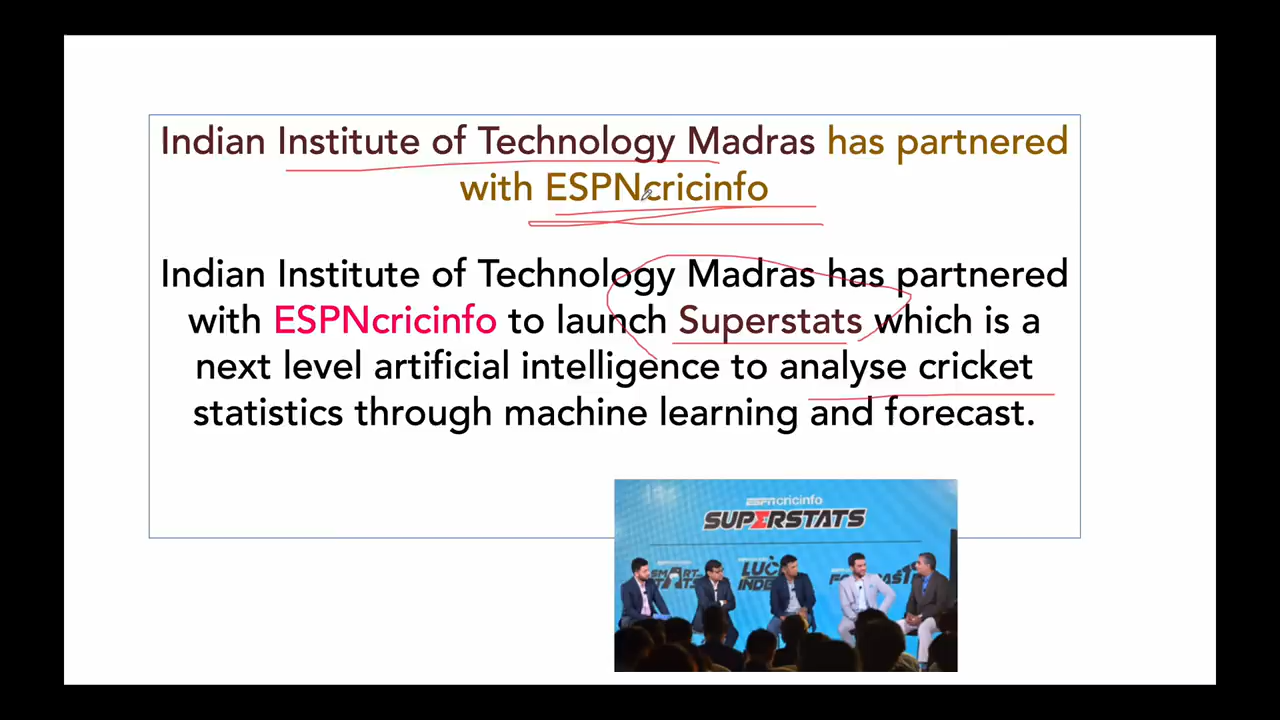 Indian Institute of Technology Madras has partnered
with ESPNcricinfo
Indian Institute of Technology Madras has partnered
with ESPNcricinfo to launch Superstats which is a
next level artificial intelligence to analyse cricket
statistics through machine learning and forecast.
ESPNcricinfo
SUPERSTATS